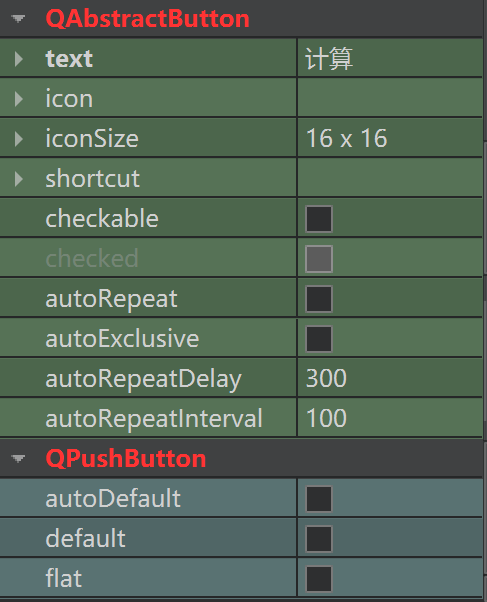 QAbstractButton
text 计算
icon
iconSize 16 x 16
shortcut
checkable
checked
autoRepeat
autoExclusive
autoRepeatDelay 300
autoRepeatInterval 100
QPushButton
autoDefault
default
flat